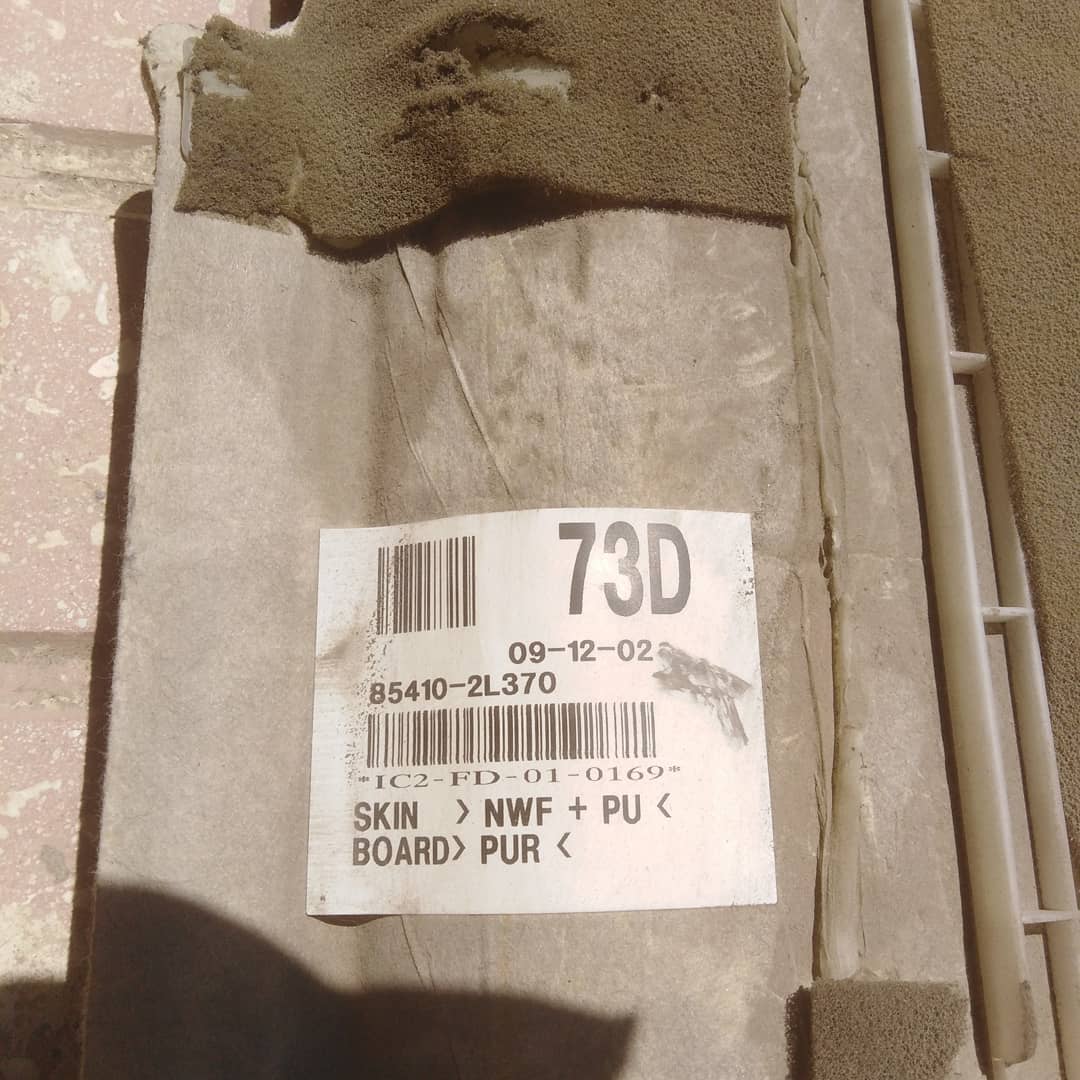 73D
09-12-02
85410-2L370
*IC2-FD-01-0169*
SKIN > NWF + PU <
BOARD> PUR <